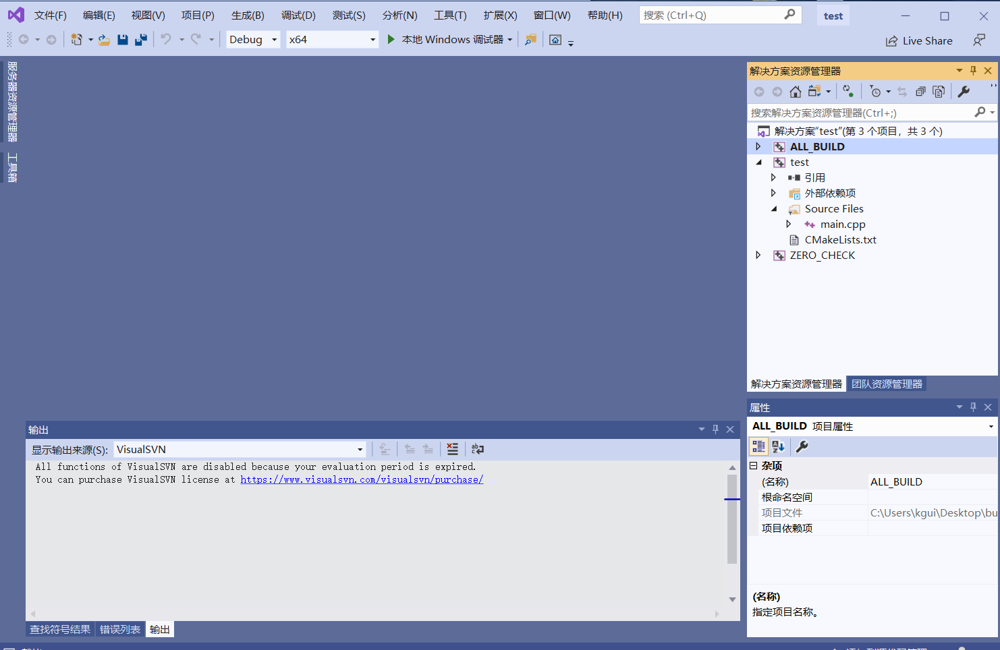 文件(F) 编辑(E) 视图(V) 项目(P) 生成(B) 调试(D) 测试(S) 分析(N) 工具(T) 扩展(X) 窗口(W) 帮助(H) 搜索 (Ctrl+Q) test
Debug x64 本地 Windows 调试器 Live Share
服务器资源管理器
工具箱
解决方案资源管理器
搜索解决方案资源管理器(Ctrl+;)
解决方案“test”(第 3 个项目，共 3 个)
ALL_BUILD
test
引用
外部依赖项
Source Files
main.cpp
CMakeLists.txt
ZERO_CHECK
解决方案资源管理器 团队资源管理器
属性
ALL_BUILD 项目属性
杂项
(名称) ALL_BUILD
根命名空间
项目文件 C:\Users\kgui\Desktop\bu
项目依赖项
(名称)
指定项目名称。
输出
显示输出来源(S): VisualSVN
All functions of VisualSVN are disabled because your evaluation period is expired.
You can purchase VisualSVN license at https://www.visualsvn.com/visualsvn/purchase/
查找符号结果 错误列表 输出